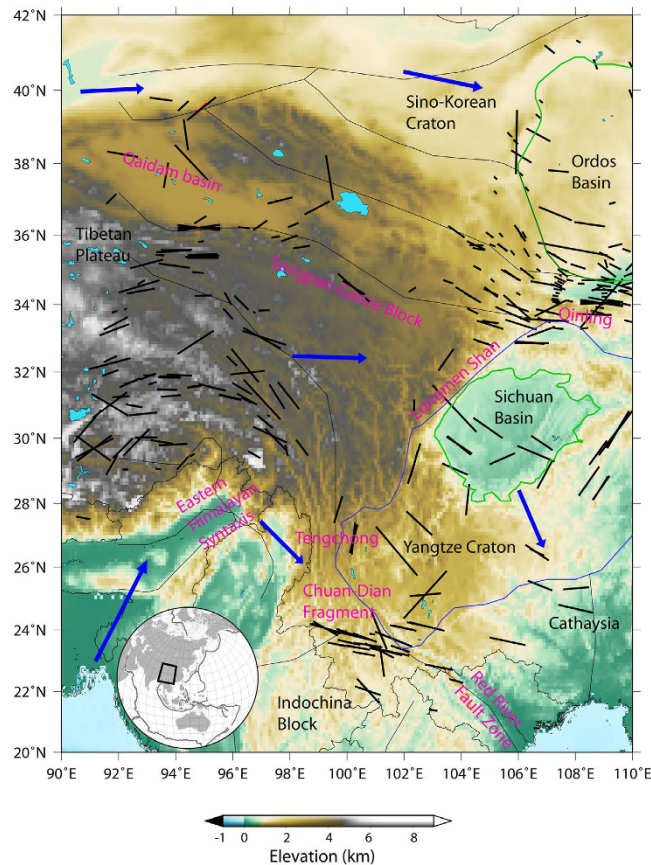 42°N
40°N
38°N
36°N
34°N
32°N
30°N
28°N
26°N
24°N
22°N
20°N
Sino-Korean
Craton
Ordos
Basin
Qaidam basin
Tibetan
Plateau
Songpan-Ganze Block
Qinling
Longmen Shan
Sichuan
Basin
Eastern
Himalayan
Syntaxis
Tengchong
Yangtze Craton
Chuan-Dian
Fragment
Cathaysia
Indochina
Block
Red River
Fault Zone
90°E 92°E 94°E 96°E 98°E 100°E 102°E 104°E 106°E 108°E 110°E
-1 0 2 4 6 8
Elevation (km)